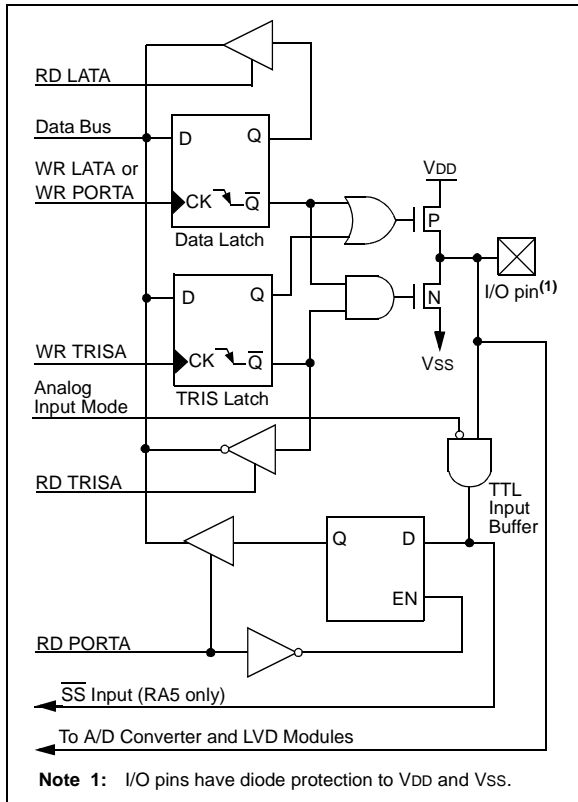 RD LATA
Data Bus
D Q
WR LATA or
WR PORTA
CK Q
Data Latch
VDD
P
I/O pin(1)
N
VSS
D Q
WR TRISA
CK Q
TRIS Latch
Analog
Input Mode
RD TRISA
TTL
Input
Buffer
Q D
EN
RD PORTA
SS Input (RA5 only)
To A/D Converter and LVD Modules
Note 1: I/O pins have diode protection to VDD and VSS.